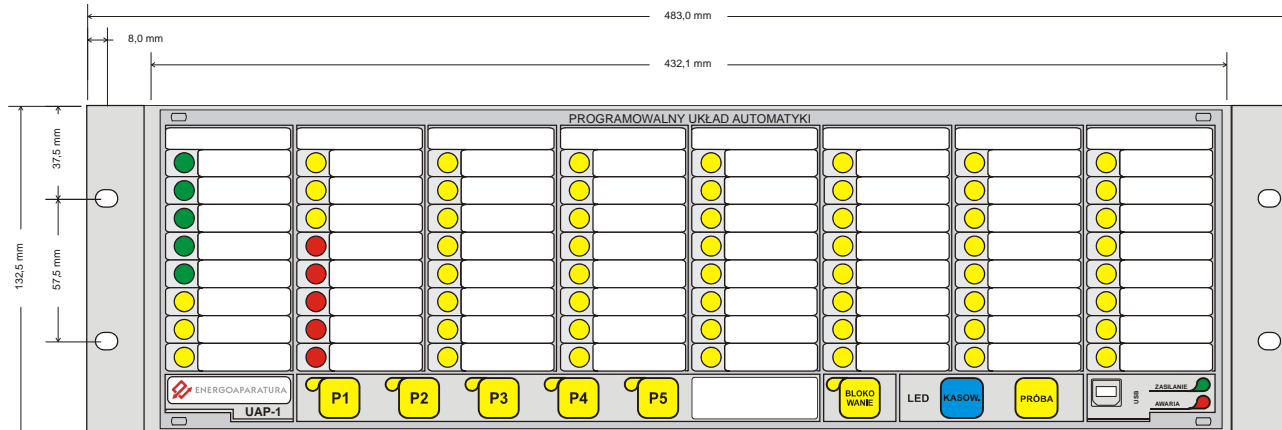 483,0 mm
8,0 mm
432,1 mm
PROGRAMOWALNY UKŁAD AUTOMATYKI
37,5 mm
132,5 mm
57,5 mm
ENERGOAPARATURA
UAP-1
P1
P2
P3
P4
P5
BLOKO
WANIE
LED
KASOW.
PRÓBA
USB
ZASILANIE
AWARIA